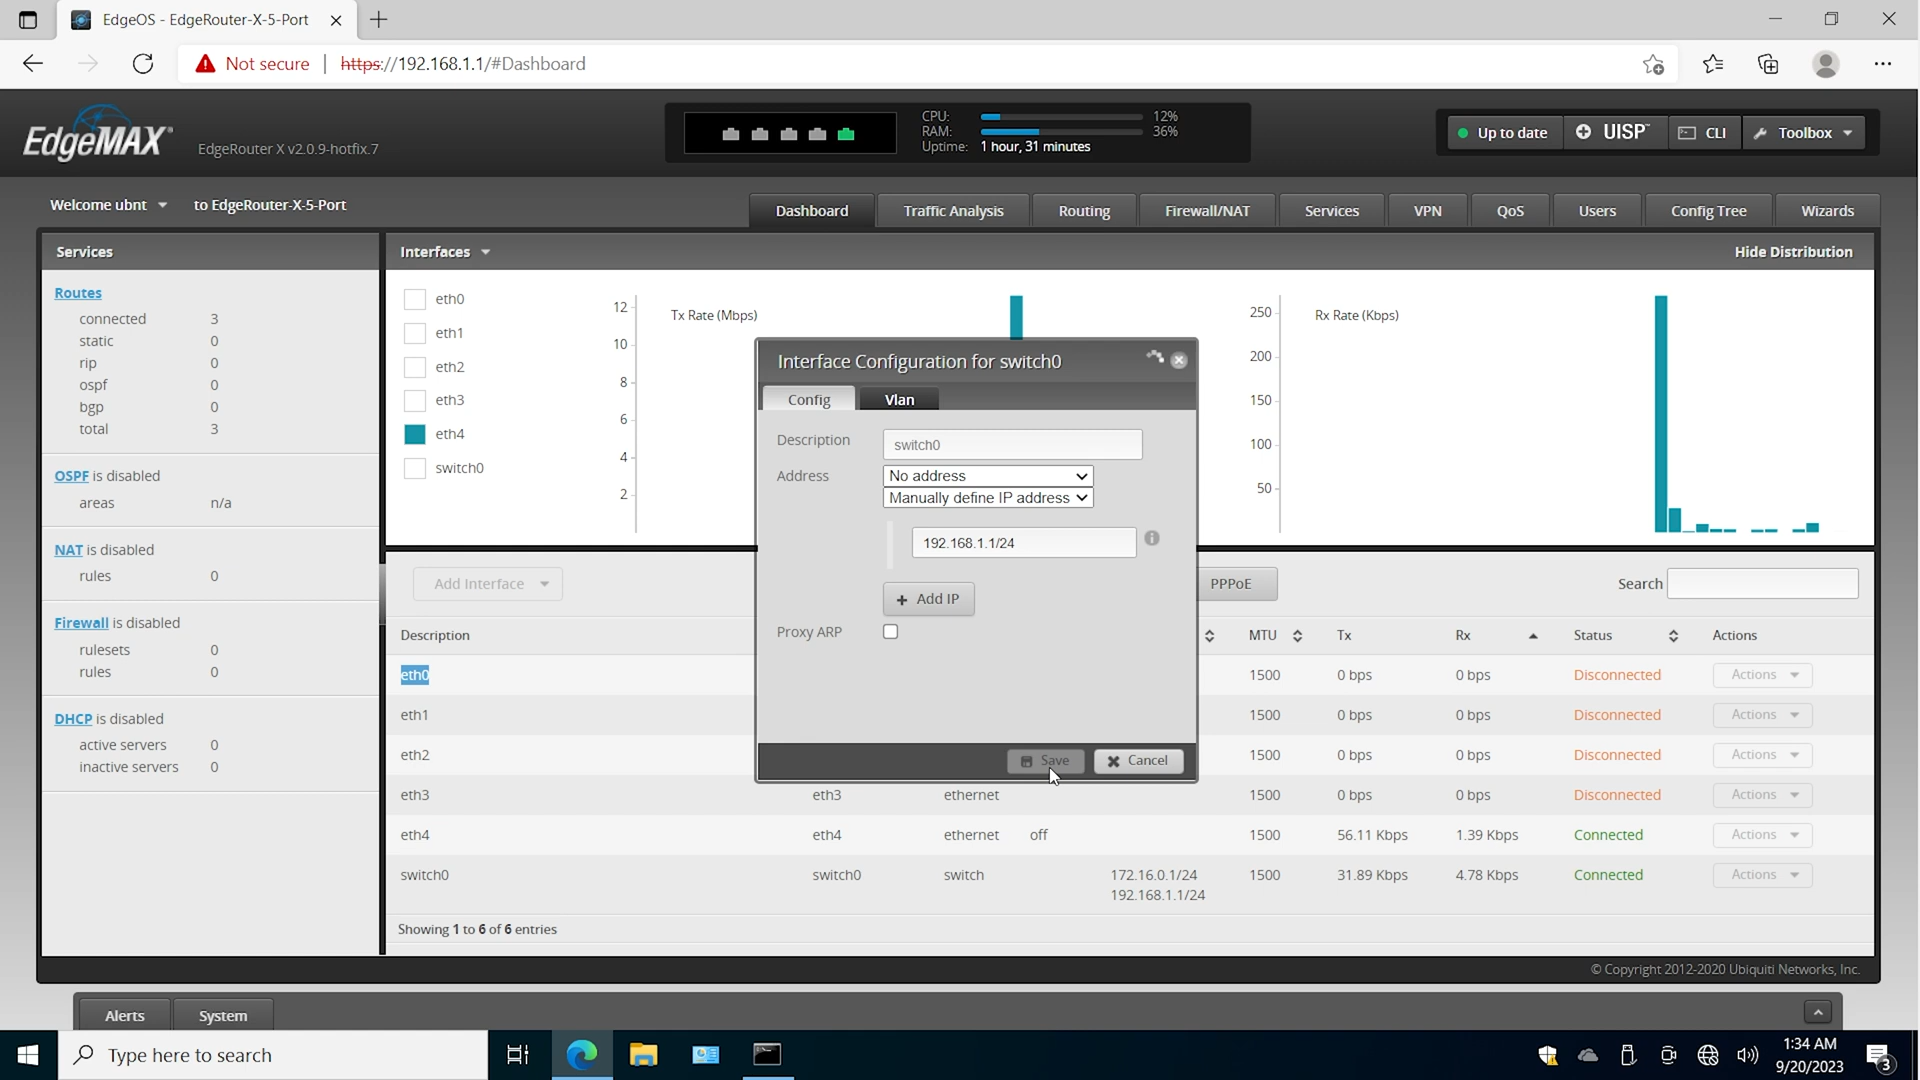 EdgeOS - EdgeRouter-X-5-Port
Not secure
https://192.168.1.1/#Dashboard
EdgeMAX
EdgeRouter X v2.0.9-hotfix.7
CPU: 12%
RAM: 36%
Uptime: 1 hour, 31 minutes
Up to date
UISP™
CLI
Toolbox
Welcome ubnt
to EdgeRouter-X-5-Port
Dashboard
Traffic Analysis
Routing
Firewall/NAT
Services
VPN
QoS
Users
Config Tree
Wizards
Services
Routes
connected 3
static 0
rip 0
ospf 0
bgp 0
total 3
OSPF is disabled
areas n/a
NAT is disabled
rules 0
Firewall is disabled
rulesets 0
rules 0
DHCP is disabled
active servers 0
inactive servers 0
Interfaces
Hide Distribution
eth0
eth1
eth2
eth3
eth4
switch0
Tx Rate (Mbps)
12
10
8
6
4
2
Rx Rate (Kbps)
250
200
150
100
50
Interface Configuration for switch0
Config
Vlan
Description switch0
Address No address
Manually define IP address
192.168.1.1/24
+ Add IP
Proxy ARP
Save
Cancel
Add Interface
PPPoE
Search
Description MTU Tx Rx Status Actions
eth0 1500 0 bps 0 bps Disconnected Actions
eth1 1500 0 bps 0 bps Disconnected Actions
eth2 1500 0 bps 0 bps Disconnected Actions
eth3 eth3 ethernet 1500 0 bps 0 bps Disconnected Actions
eth4 eth4 ethernet off 1500 56.11 Kbps 1.39 Kbps Connected Actions
switch0 switch0 switch 172.16.0.1/24 1500 31.89 Kbps 4.78 Kbps Connected Actions
192.168.1.1/24
Showing 1 to 6 of 6 entries
© Copyright 2012-2020 Ubiquiti Networks, Inc.
Alerts
System
Type here to search
1:34 AM
9/20/2023
3